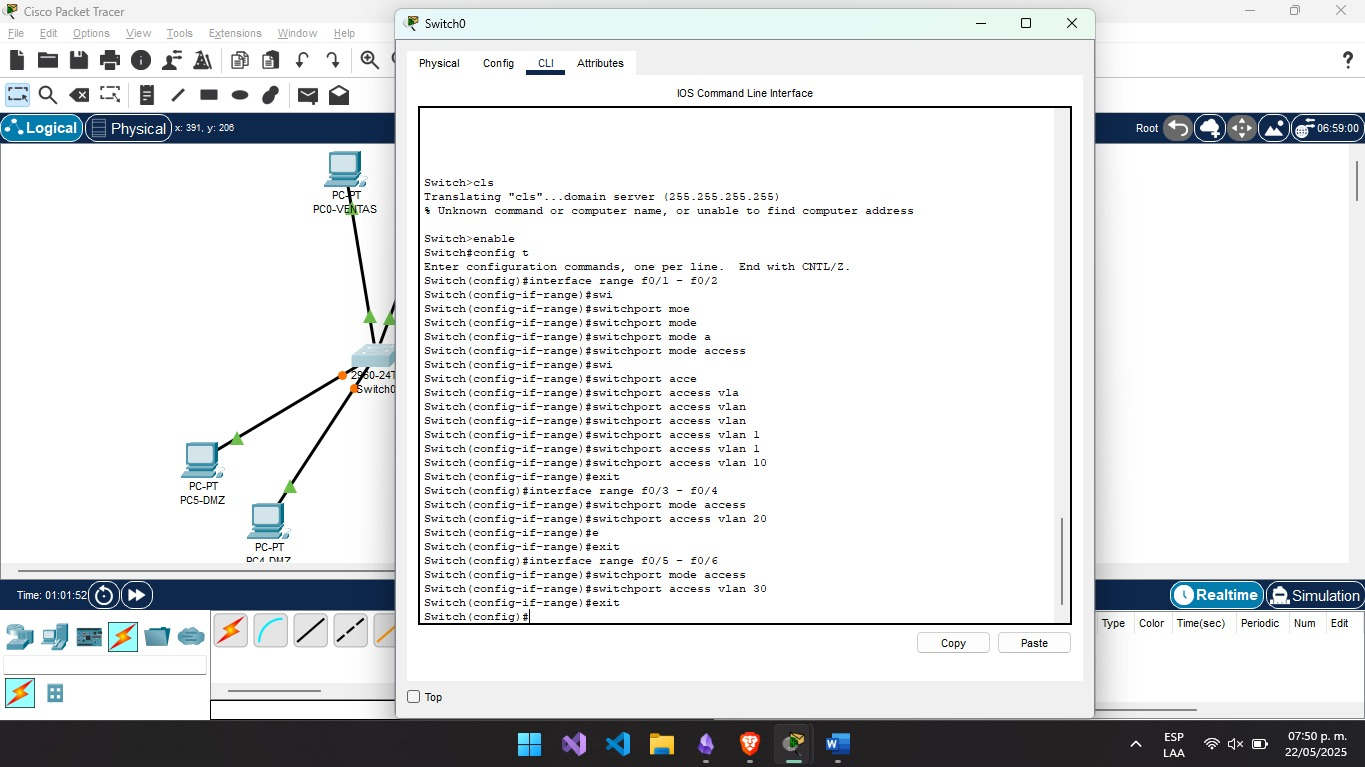 Cisco Packet Tracer
File Edit Options View Tools Extensions Window Help
Logical
Physical
x: 391, y: 206
Root
06:59:00
PC-PT
PC0-VENTAS
2960-24T
Switch0
PC-PT
PC5-DMZ
PC-PT
PC4-DMZ
Switch0
Physical Config CLI Attributes
IOS Command Line Interface
Switch>cls
Translating "cls"...domain server (255.255.255.255)
% Unknown command or computer name, or unable to find computer address
Switch>enable
Switch#config t
Enter configuration commands, one per line.  End with CNTL/Z.
Switch(config)#interface range f0/1 - f0/2
Switch(config-if-range)#swi
Switch(config-if-range)#switchport moe
Switch(config-if-range)#switchport mode
Switch(config-if-range)#switchport mode a
Switch(config-if-range)#switchport mode access
Switch(config-if-range)#swi
Switch(config-if-range)#switchport acce
Switch(config-if-range)#switchport access vla
Switch(config-if-range)#switchport access vlan
Switch(config-if-range)#switchport access vlan
Switch(config-if-range)#switchport access vlan 1
Switch(config-if-range)#switchport access vlan 1
Switch(config-if-range)#switchport access vlan 10
Switch(config-if-range)#exit
Switch(config)#interface range f0/3 - f0/4
Switch(config-if-range)#switchport mode access
Switch(config-if-range)#switchport access vlan 20
Switch(config-if-range)#e
Switch(config-if-range)#exit
Switch(config)#interface range f0/5 - f0/6
Switch(config-if-range)#switchport mode access
Switch(config-if-range)#switchport access vlan 30
Switch(config-if-range)#exit
Switch(config)#
Copy Paste
Top
Time: 01:01:52
Realtime Simulation
Type Color Time(sec) Periodic Num Edit
ESP
LAA
07:50 p. m.
22/05/2025